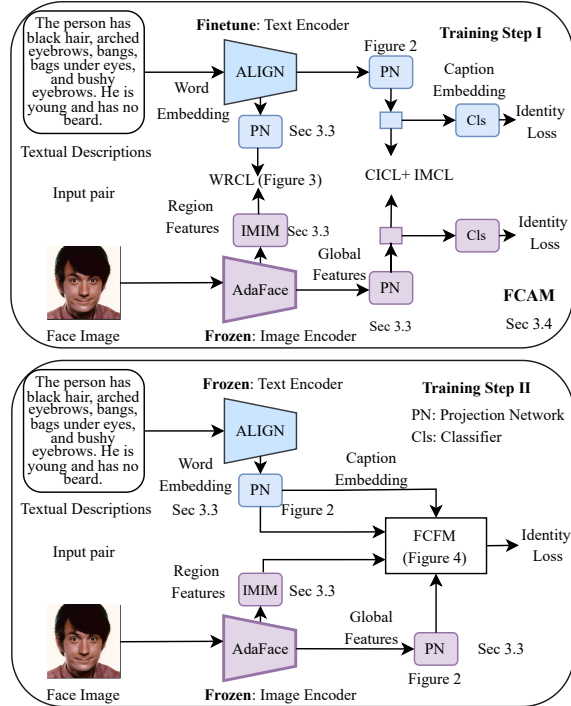 The person has
black hair, arched
eyebrows, bangs,
bags under eyes,
and bushy
eyebrows. He is
young and has no
beard.
Textual Descriptions
Input pair
Face Image
Finetune: Text Encoder
ALIGN
Word
Embedding
PN
Sec 3.3
WRCL (Figure 3)
Region
Features
IMIM
Sec 3.3
AdaFace
Frozen: Image Encoder
Global
Features
Figure 2
PN
Training Step I
Caption
Embedding
Cls
Identity
Loss
CICL+ IMCL
Cls
Identity
Loss
PN
Sec 3.3
FCAM
Sec 3.4
The person has
black hair, arched
eyebrows, bangs,
bags under eyes,
and bushy
eyebrows. He is
young and has no
beard.
Textual Descriptions
Input pair
Face Image
Frozen: Text Encoder
ALIGN
Training Step II
PN: Projection Network
Cls: Classifier
Word
Embedding
Sec 3.3
PN
Figure 2
Caption
Embedding
FCFM
(Figure 4)
Identity
Loss
Region
Features
IMIM
Sec 3.3
AdaFace
Frozen: Image Encoder
Global
Features
PN
Sec 3.3
Figure 2